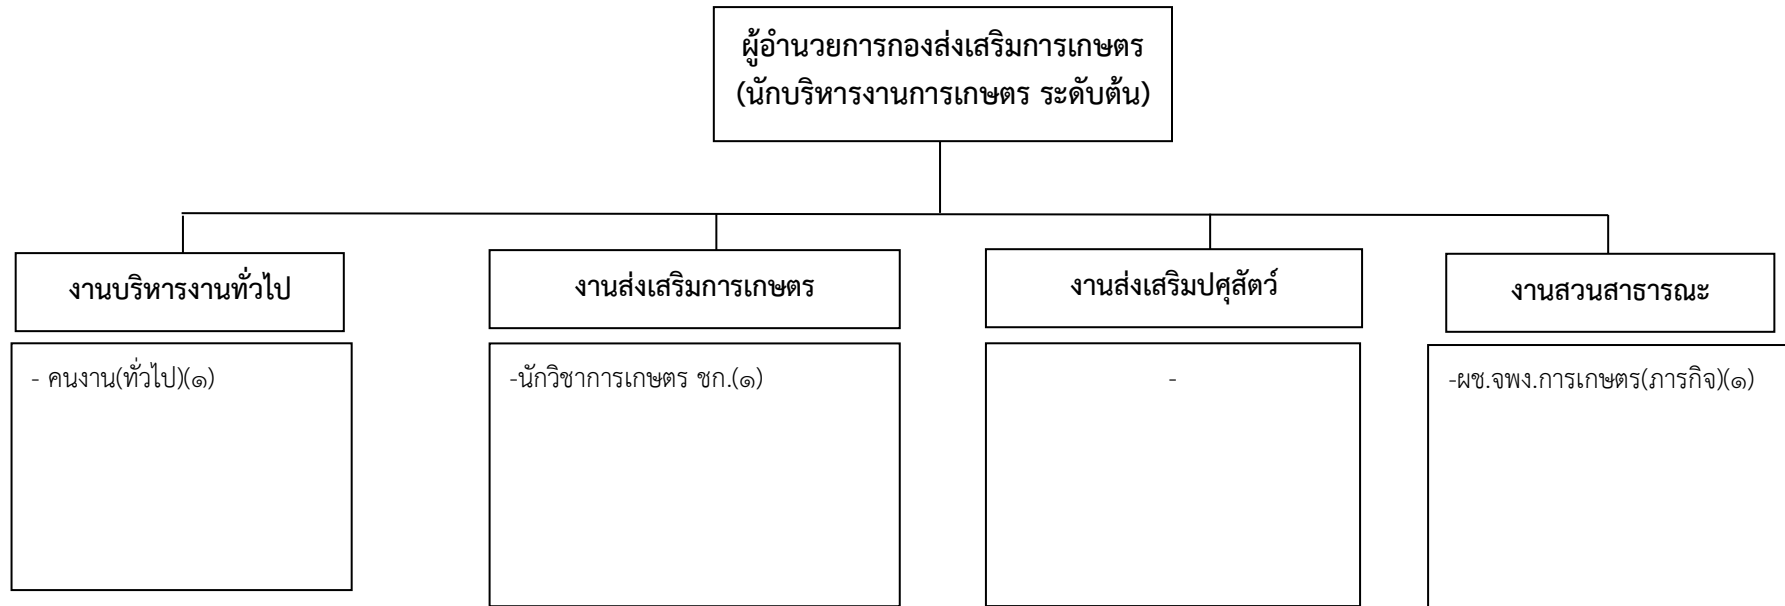 ผู้อำนวยการกองส่งเสริมการเกษตร
(นักบริหารงานการเกษตร ระดับต้น)
งานบริหารงานทั่วไป
งานส่งเสริมการเกษตร
งานส่งเสริมปศุสัตว์
งานสวนสาธารณะ
- คนงาน(ทั่วไป)(๑)
-นักวิชาการเกษตร ชก.(๑)
-
-ผช.จพง.การเกษตร(ภารกิจ)(๑)